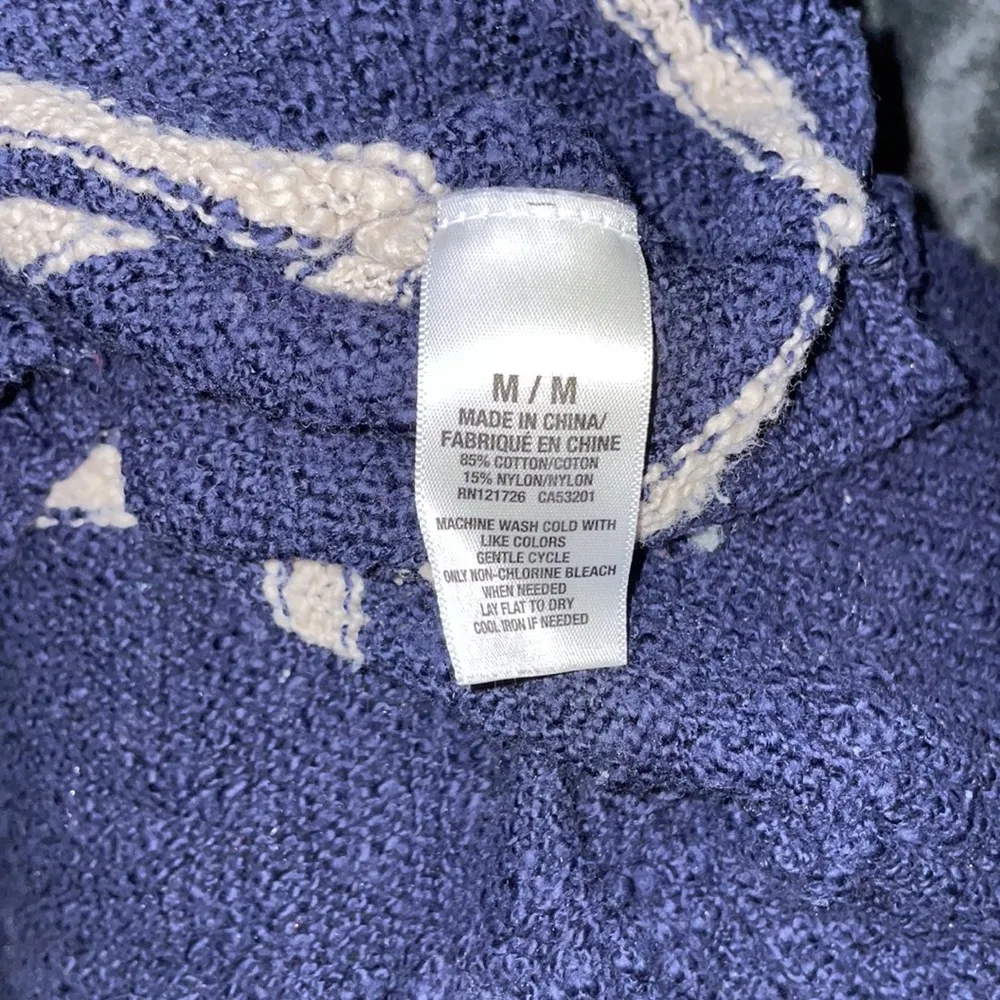 M / M
MADE IN CHINA/
FABRIQUÉ EN CHINE
85% COTTON/COTON
15% NYLON/NYLON
RN121726 CA53201
MACHINE WASH COLD WITH
LIKE COLORS
GENTLE CYCLE
ONLY NON-CHLORINE BLEACH
WHEN NEEDED
LAY FLAT TO DRY
COOL IRON IF NEEDED